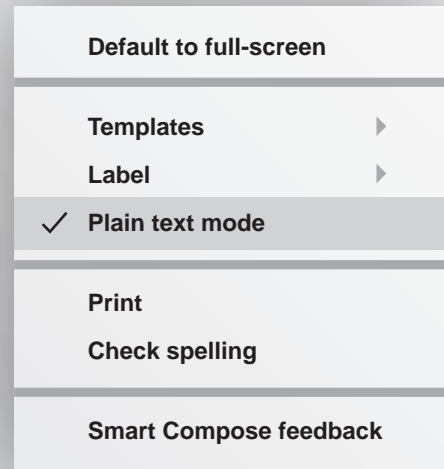 Default to full-screen
Templates
Label
Plain text mode
Print
Check spelling
Smart Compose feedback